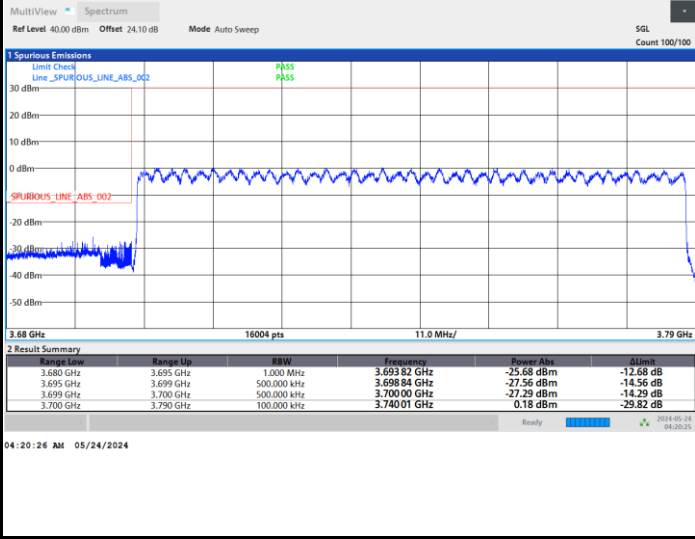 MultiView Spectrum
Ref Level 40.00 dBm Offset 24.10 dB Mode Auto Sweep SGL
Count 100/100
1 Spurious Emissions
Limit Check PASS
Line _SPURIOUS_LINE_ABS_002 PASS
30 dBm
20 dBm
10 dBm
0 dBm
_SPURIOUS_LINE_ABS_002
-20 dBm
-30 dBm
-40 dBm
-50 dBm
3.68 GHz 16004 pts 11.0 MHz/ 3.79 GHz
2 Result Summary
Range Low Range Up RBW Frequency Power Abs ΔLimit
3.680 GHz 3.695 GHz 1.000 MHz 3.693 82 GHz -25.68 dBm -12.68 dB
3.695 GHz 3.699 GHz 500.000 kHz 3.698 84 GHz -27.56 dBm -14.56 dB
3.699 GHz 3.700 GHz 500.000 kHz 3.700 00 GHz -27.29 dBm -14.29 dB
3.700 GHz 3.790 GHz 100.000 kHz 3.740 01 GHz 0.18 dBm -29.82 dB
Ready 2024-05-24
04:20:25
04:20:26 AM 05/24/2024